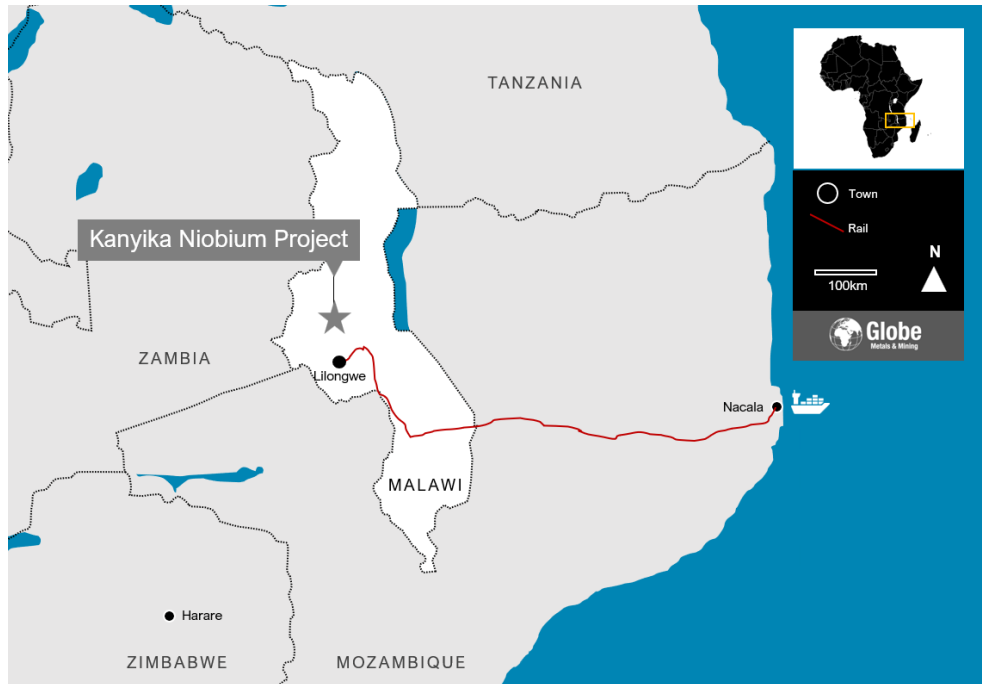 TANZANIA
Kanyika Niobium Project
ZAMBIA
Lilongwe
Nacala
MALAWI
Harare
ZIMBABWE
MOZAMBIQUE
Town
Rail
N
100km
Globe
Metals & Mining